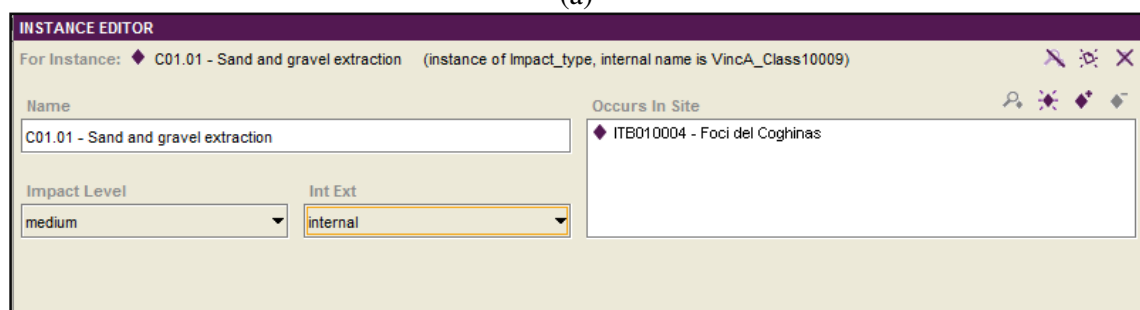 (a)
INSTANCE EDITOR
For Instance: C01.01 - Sand and gravel extraction (instance of Impact_type, internal name is VincA_Class10009)
Name
Occurs In Site
C01.01 - Sand and gravel extraction
ITB010004 - Foci del Coghinas
Impact Level
Int Ext
medium
internal